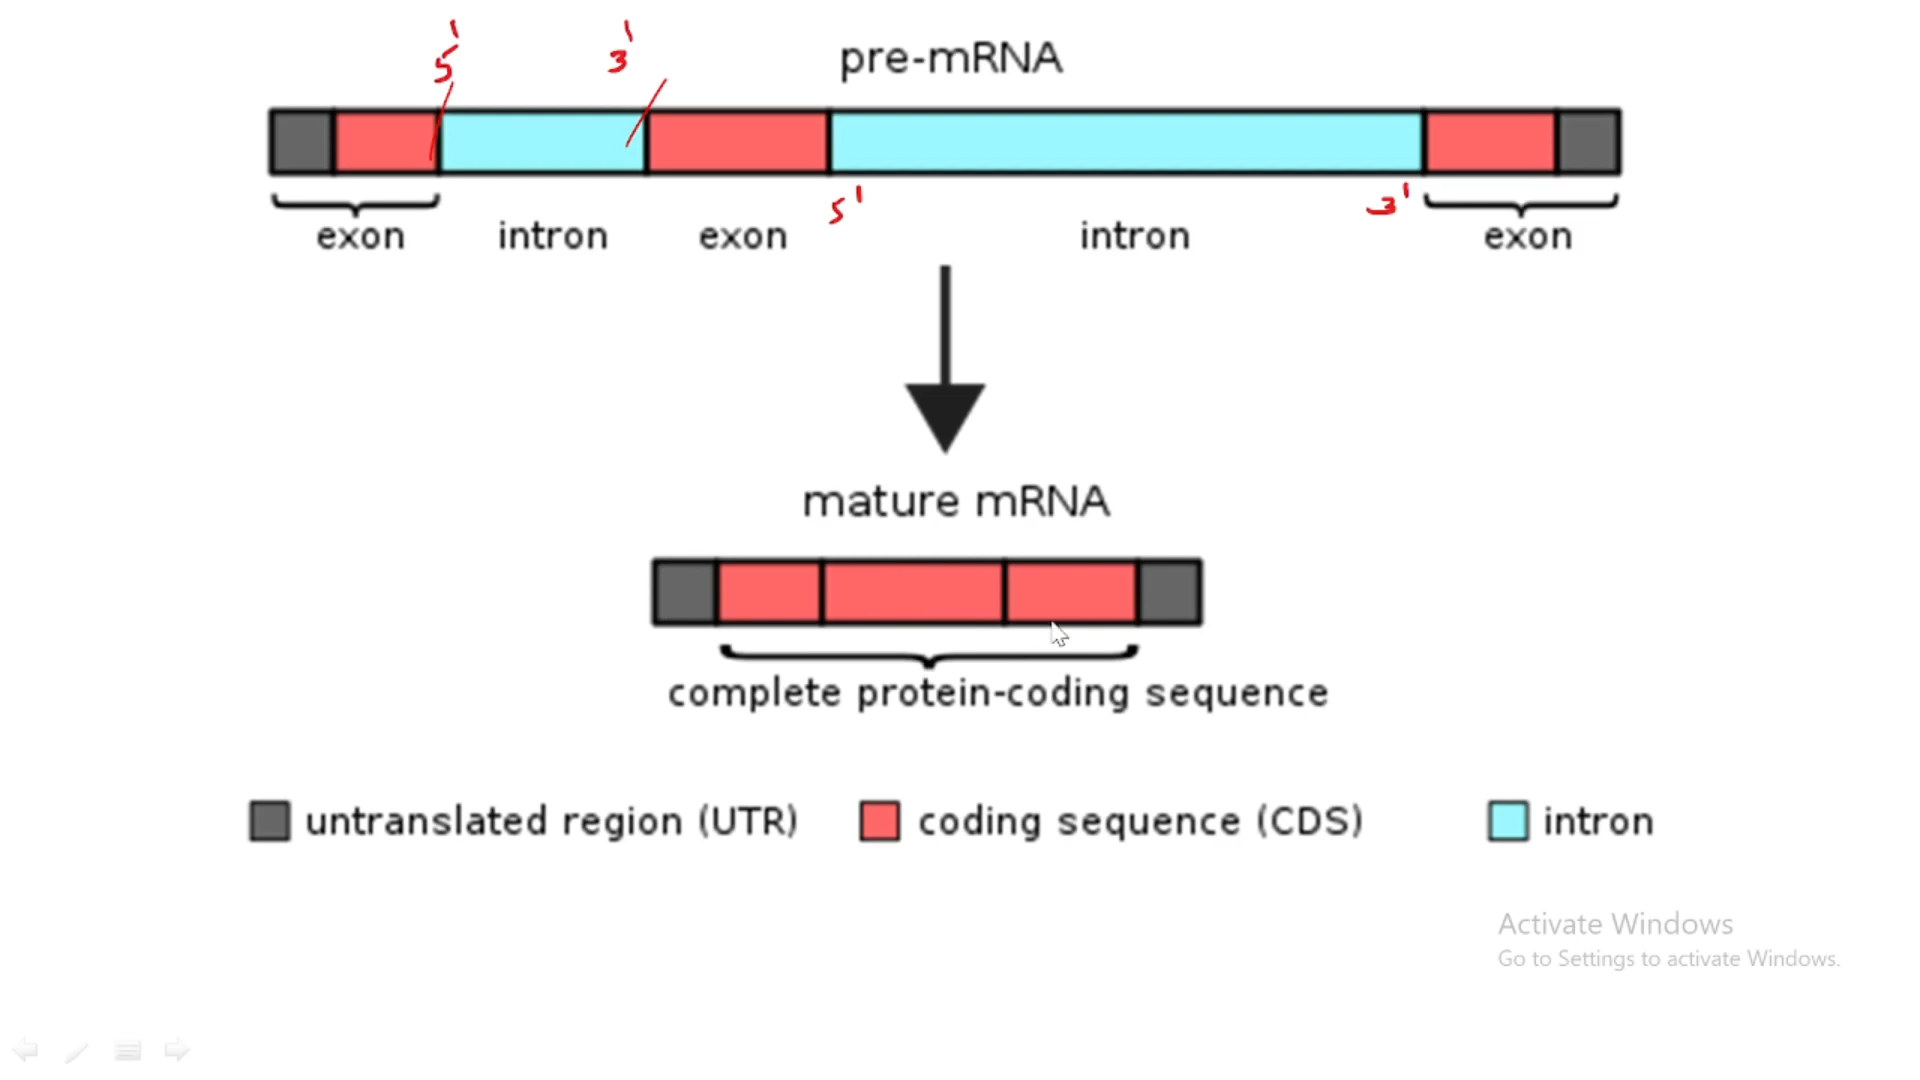 5' 3' pre-mRNA
5' 3'
exon intron exon intron exon
mature mRNA
complete protein-coding sequence
untranslated region (UTR) coding sequence (CDS) intron
Activate Windows
Go to Settings to activate Windows.